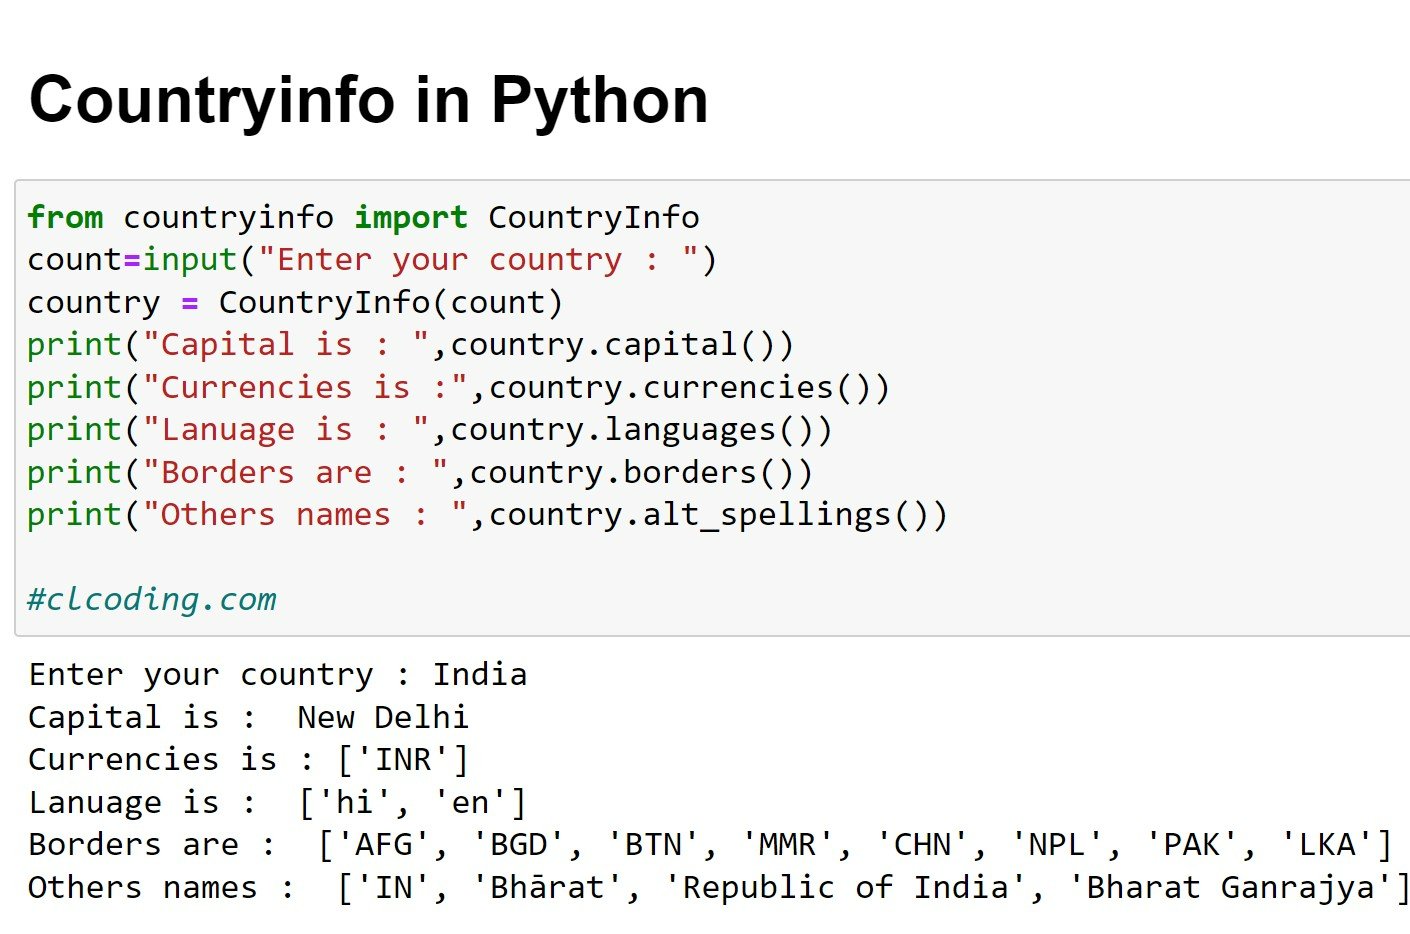 Countryinfo in Python
from countryinfo import CountryInfo
count=input("Enter your country : ")
country = CountryInfo(count)
print("Capital is : ",country.capital())
print("Currencies is :",country.currencies())
print("Lanuage is : ",country.languages())
print("Borders are : ",country.borders())
print("Others names : ",country.alt_spellings())
#clcoding.com
Enter your country : India
Capital is :  New Delhi
Currencies is : ['INR']
Lanuage is :  ['hi', 'en']
Borders are :  ['AFG', 'BGD', 'BTN', 'MMR', 'CHN', 'NPL', 'PAK', 'LKA']
Others names :  ['IN', 'Bhārat', 'Republic of India', 'Bharat Ganrajya']